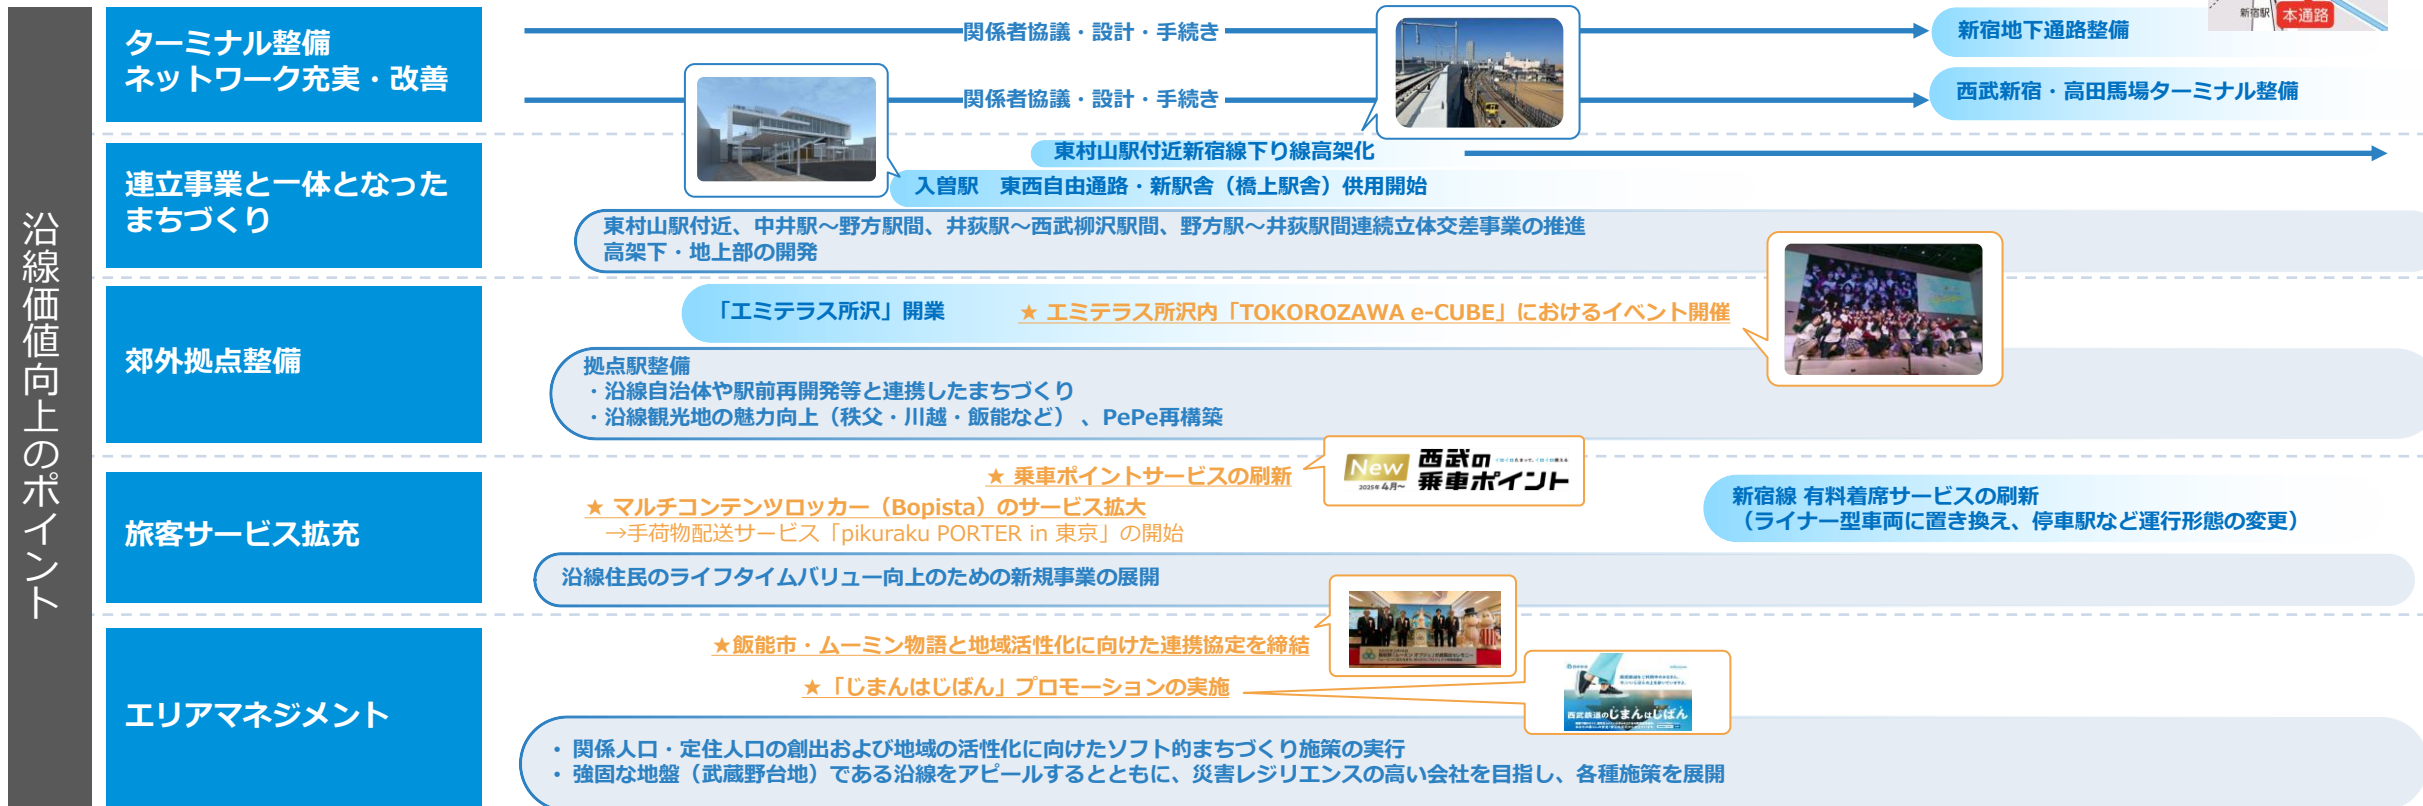 沿線価値向上のポイント
ターミナル整備
ネットワーク充実・改善
関係者協議・設計・手続き
新宿地下通路整備
新宿駅
本通路
関係者協議・設計・手続き
西武新宿・高田馬場ターミナル整備
連立事業と一体となった
まちづくり
東村山駅付近新宿線下り線高架化
入曽駅　東西自由通路・新駅舎（橋上駅舎）供用開始
東村山駅付近、中井駅～野方駅間、井荻駅～西武柳沢駅間、野方駅～井荻駅間連続立体交差事業の推進
高架下・地上部の開発
郊外拠点整備
「エミテラス所沢」開業
★ エミテラス所沢内「TOKOROZAWA e-CUBE」におけるイベント開催
拠点駅整備
・沿線自治体や駅前再開発等と連携したまちづくり
・沿線観光地の魅力向上（秩父・川越・飯能など） 、PePe再構築
旅客サービス拡充
★ 乗車ポイントサービスの刷新
New
2025年 4月~
西武の
乗車ポイント
★ マルチコンテンツロッカー（Bopista）のサービス拡大
→手荷物配送サービス「pikuraku PORTER in 東京」の開始
新宿線 有料着席サービスの刷新
（ライナー型車両に置き換え、停車駅など運行形態の変更）
沿線住民のライフタイムバリュー向上のための新規事業の展開
エリアマネジメント
★飯能市・ムーミン物語と地域活性化に向けた連携協定を締結
★「じまんはじばん」プロモーションの実施
西武鉄道のじまんはじばん
・ 関係人口・定住人口の創出および地域の活性化に向けたソフト的まちづくり施策の実行
・ 強固な地盤（武蔵野台地）である沿線をアピールするとともに、災害レジリエンスの高い会社を目指し、各種施策を展開